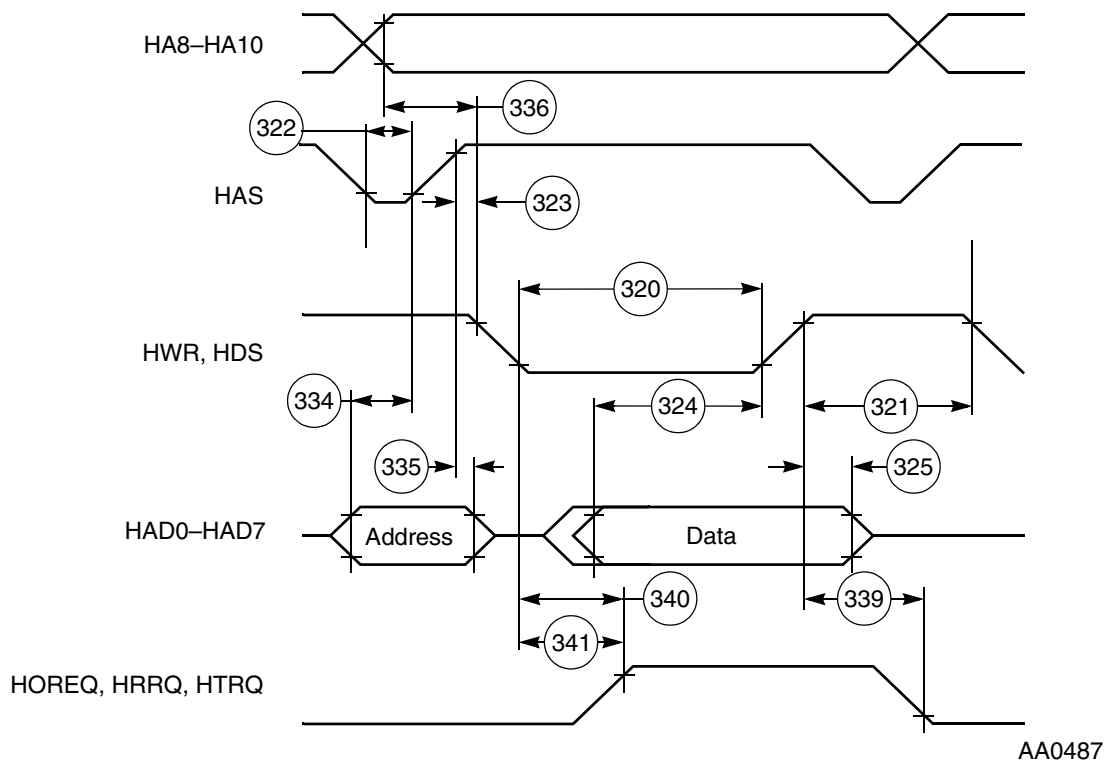 HA8–HA10
336
322
HAS
323
320
HWR, HDS
334
324
321
335
325
HAD0–HAD7
Address
Data
340
339
341
HOREQ, HRRQ, HTRQ
AA0487